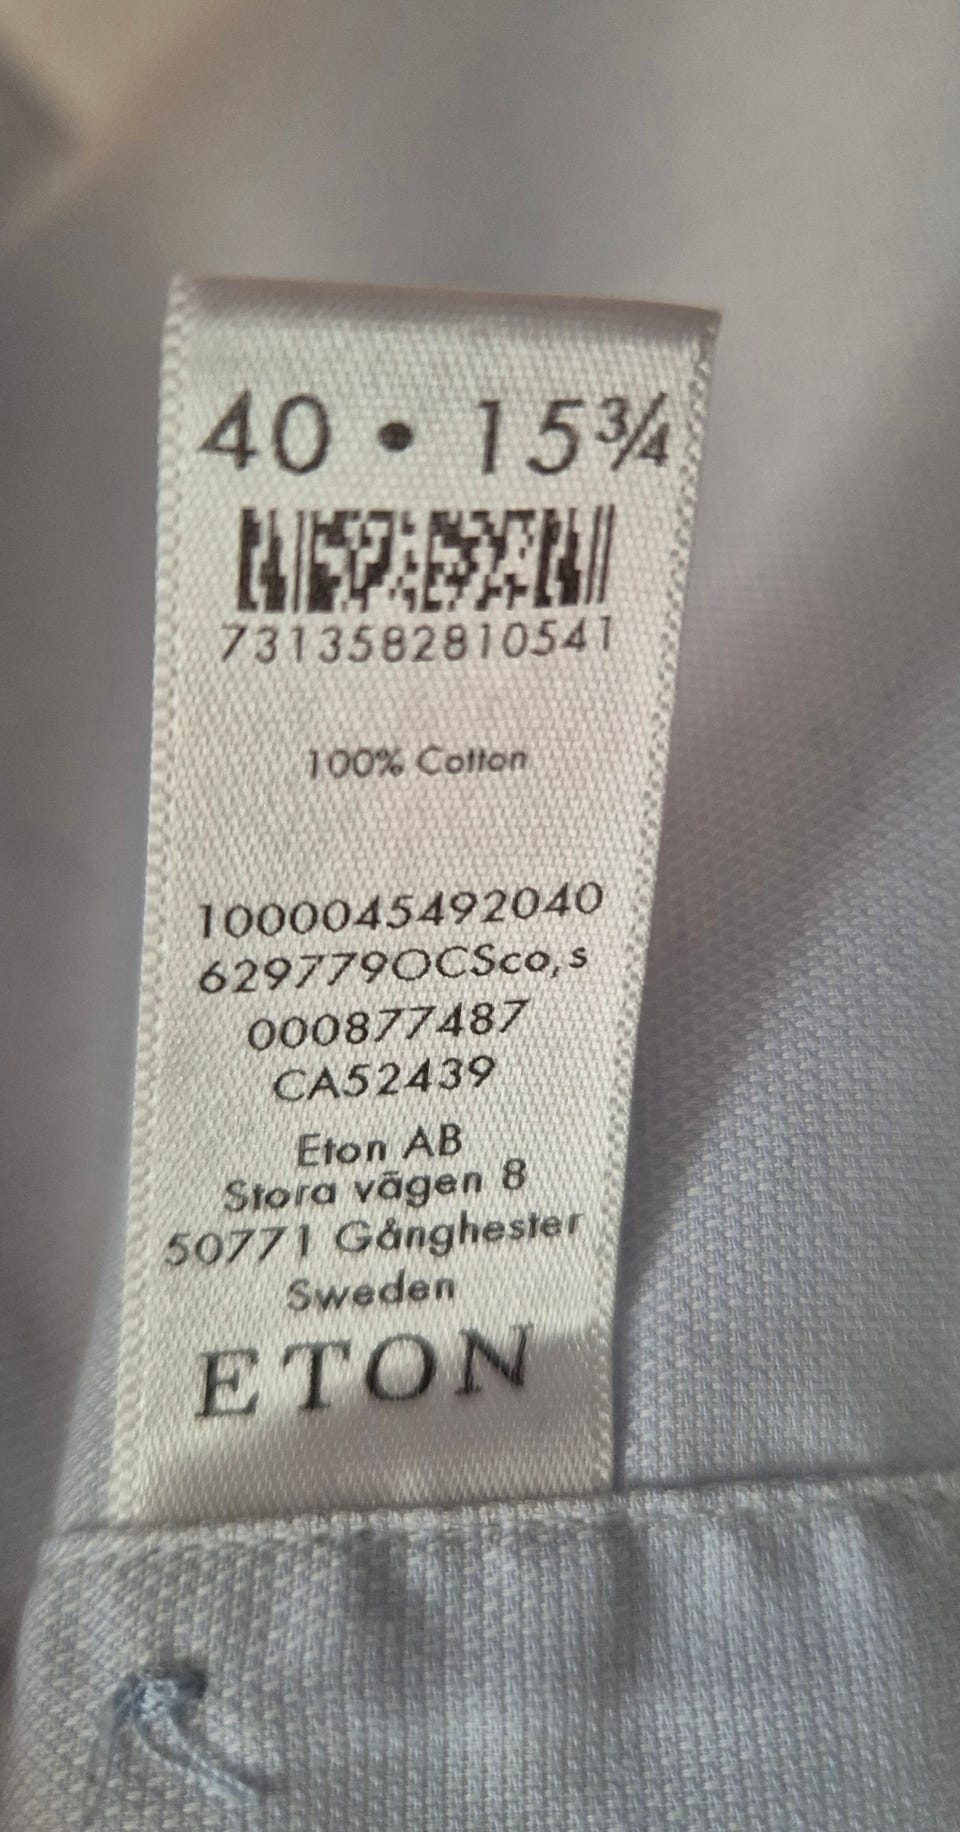 40 • 15¾
7313582810541
100% Cotton
1000045492040
629779OCSco,s
000877487
CA52439
Eton AB
Stora vägen 8
50771 Gånghester
Sweden
ETON